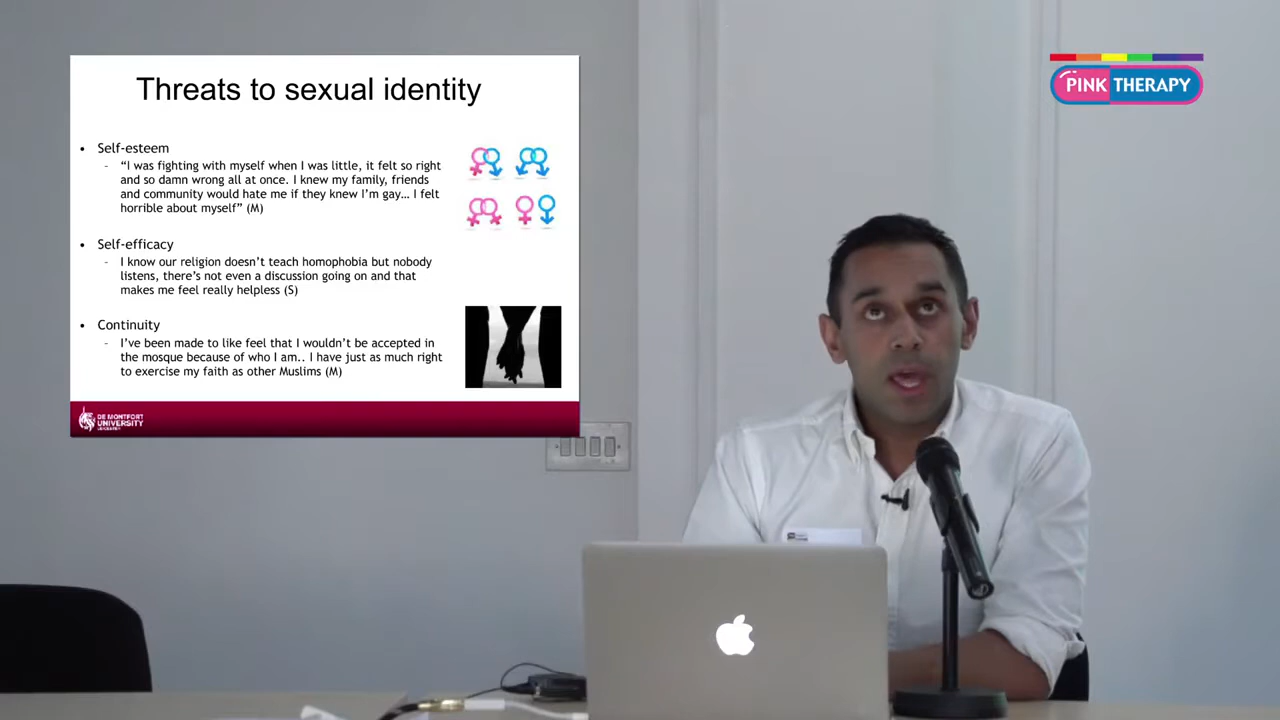 Threats to sexual identity
• Self-esteem
- “I was fighting with myself when I was little, it felt so right
and so damn wrong all at once. I knew my family, friends
and community would hate me if they knew I’m gay… I felt
horrible about myself” (M)
• Self-efficacy
- I know our religion doesn’t teach homophobia but nobody
listens, there’s not even a discussion going on and that
makes me feel really helpless (S)
• Continuity
- I’ve been made to like feel that I wouldn’t be accepted in
the mosque because of who I am.. I have just as much right
to exercise my faith as other Muslims (M)
DE MONTFORT
UNIVERSITY
LEICESTER
PINK THERAPY